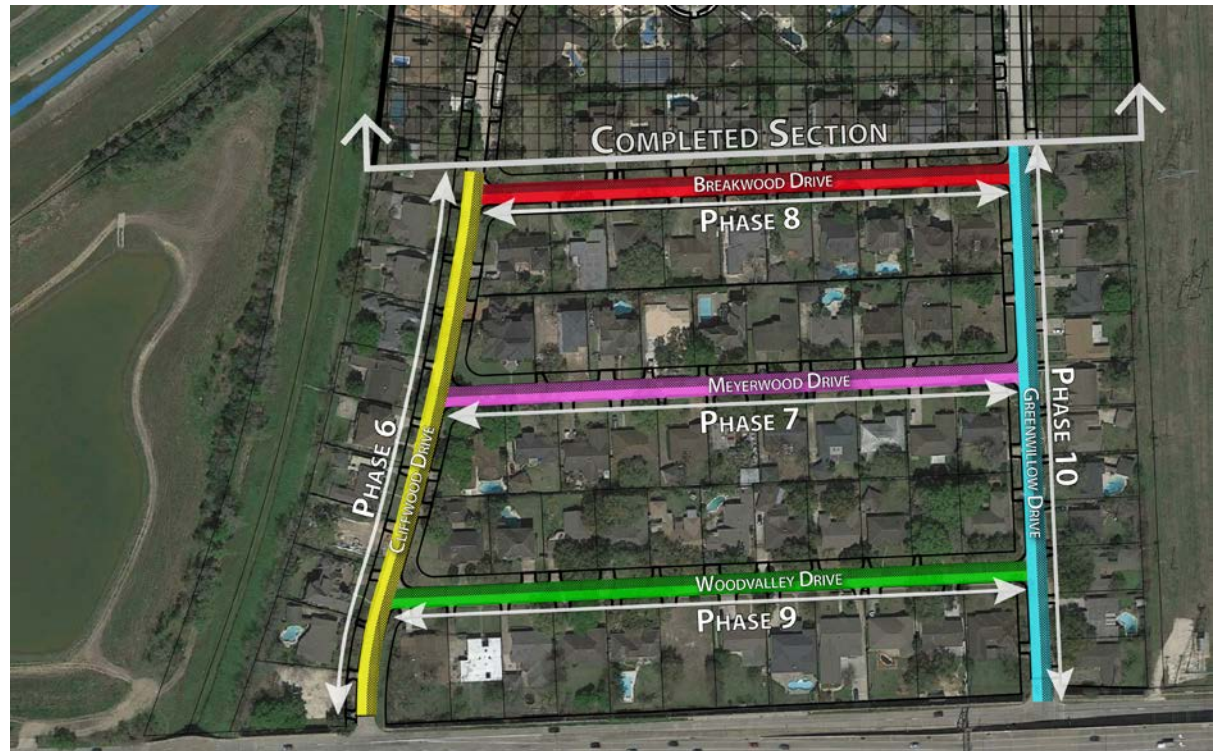 COMPLETED SECTION
BREAKWOOD DRIVE
PHASE 8
MEYERWOOD DRIVE
PHASE 7
PHASE 6
CLIFFWOOD DRIVE
GREENWILLOW DRIVE
PHASE 10
WOODVALLEY DRIVE
PHASE 9